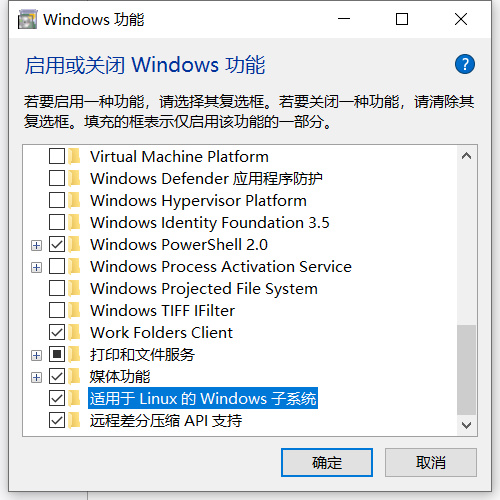 Windows 功能
启用或关闭 Windows 功能
?
若要启用一种功能，请选择其复选框。若要关闭一种功能，请清除其
复选框。填充的框表示仅启用该功能的一部分。
Virtual Machine Platform
Windows Defender 应用程序防护
Windows Hypervisor Platform
Windows Identity Foundation 3.5
Windows PowerShell 2.0
Windows Process Activation Service
Windows Projected File System
Windows TIFF IFilter
Work Folders Client
打印和文件服务
媒体功能
适用于 Linux 的 Windows 子系统
远程差分压缩 API 支持
确定
取消